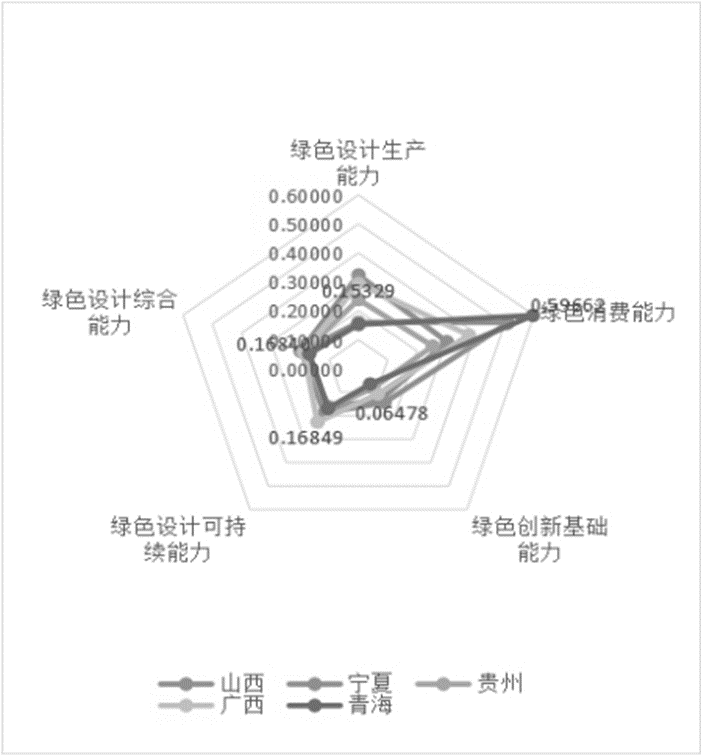 绿色设计生产
能力
0.60000
0.50000
0.40000
0.30000
0.15329
0.20000
0.59662
绿色消费能力
绿色设计综合
能力
0.10000
0.00000
0.06478
0.16849
绿色设计可持
续能力
绿色创新基础
能力
山西 宁夏 贵州
广西 青海